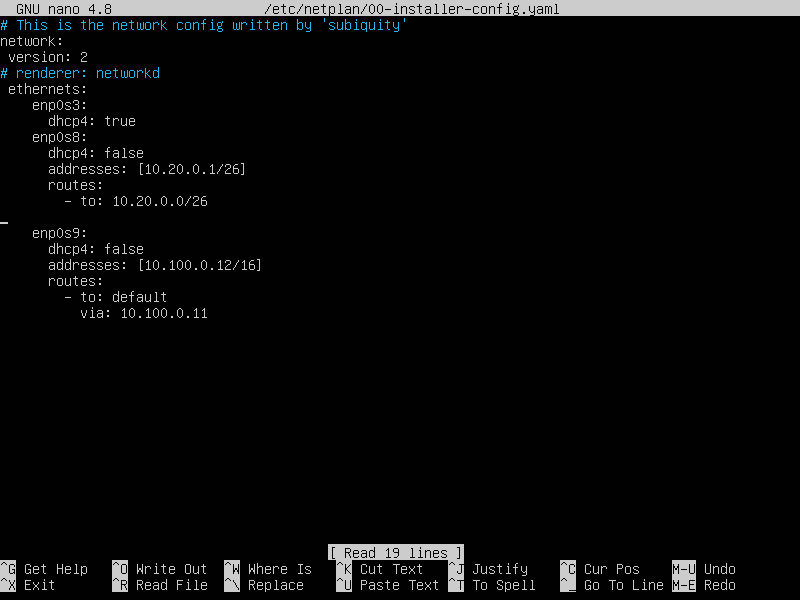 GNU nano 4.8 /etc/netplan/00-installer-config.yaml
# This is the network config written by 'subiquity'
network:
 version: 2
# renderer: networkd
 ethernets:
    enp0s3:
      dhcp4: true
    enp0s8:
      dhcp4: false
      addresses: [10.20.0.1/26]
      routes:
        - to: 10.20.0.0/26
    enp0s9:
      dhcp4: false
      addresses: [10.100.0.12/16]
      routes:
        - to: default
          via: 10.100.0.11
[ Read 19 lines ]
^G Get Help ^O Write Out ^W Where Is ^K Cut Text ^J Justify ^C Cur Pos M-U Undo
^X Exit ^R Read File ^\ Replace ^U Paste Text ^T To Spell ^_ Go To Line M-E Redo